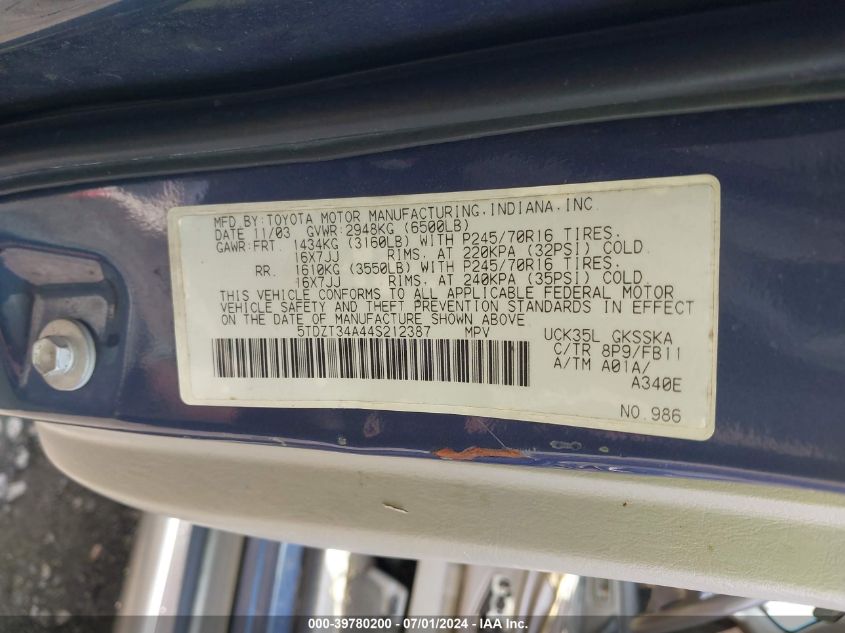 MFD.BY:TOYOTA MOTOR MANUFACTURING,INDIANA,INC.
DATE 11/03 GVWR:2948KG (6500LB)
GAWR:FRT. 1434KG (3160LB) WITH P245/70R16 TIRES.
16X7JJ RIMS. AT 220KPA (32PSI) COLD.
RR. 1610KG (3550LB) WITH P245/70R16 TIRES.
16X7JJ RIMS. AT 240KPA (35PSI) COLD.
THIS VEHICLE CONFORMS TO ALL APPLICABLE FEDERAL MOTOR
VEHICLE SAFETY AND THEFT PREVENTION STANDARDS IN EFFECT
ON THE DATE OF MANUFACTURE SHOWN ABOVE
5TDZT34A44S212387 MPV UCK35L GKSSKA
C/TR 8P9/FB11
A/TM A01A/
A340E
NO.986
000-39780200 - 07/01/2024 - IAA Inc.